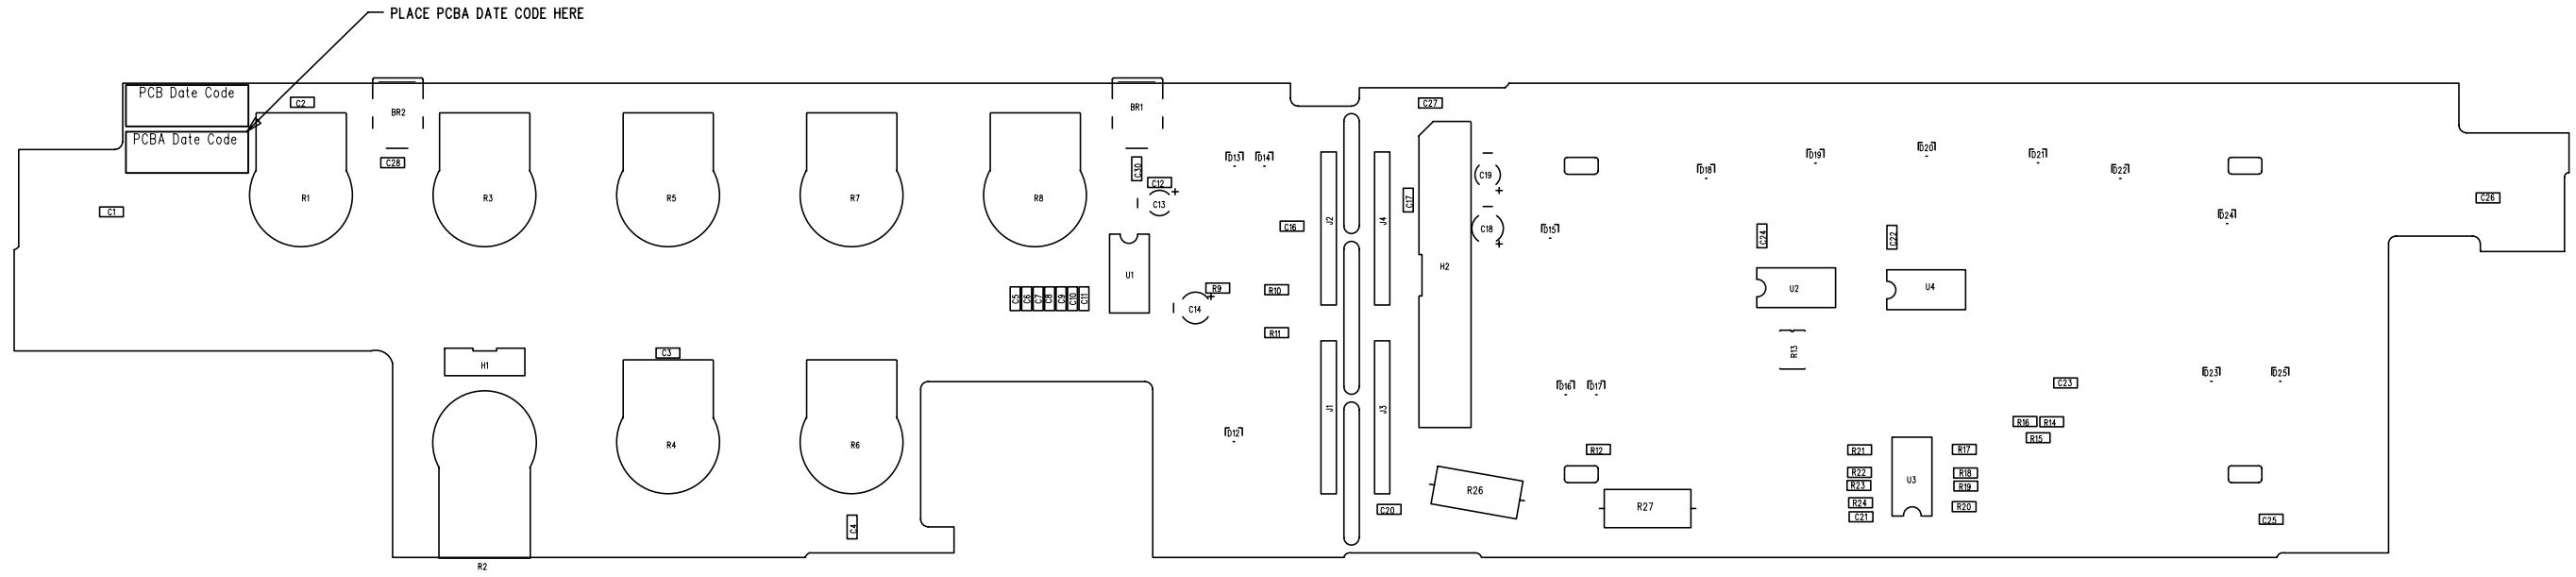 PLACE PCBA DATE CODE HERE
PCB Date Code
PCBA Date Code
C2
BR2
BR1
C27
C28
C30
C12
C13
D13
D14
C19
D18
D19
D20
D21
D22
C1
R1
R3
R5
R7
R8
C16
J2
J4
C17
C18
D15
C24
C22
D24
C26
U1
H2
C5
C6
C7
C8
C9
C10
C11
R9
C14
R10
R11
U2
U4
R13
H1
C3
D16
D17
C23
D23
D25
R4
R6
D12
J1
J3
R12
R16
R14
R15
R21
R17
R22
R18
R23
R19
R24
R20
C21
U3
R26
R27
C20
C4
C25
R2